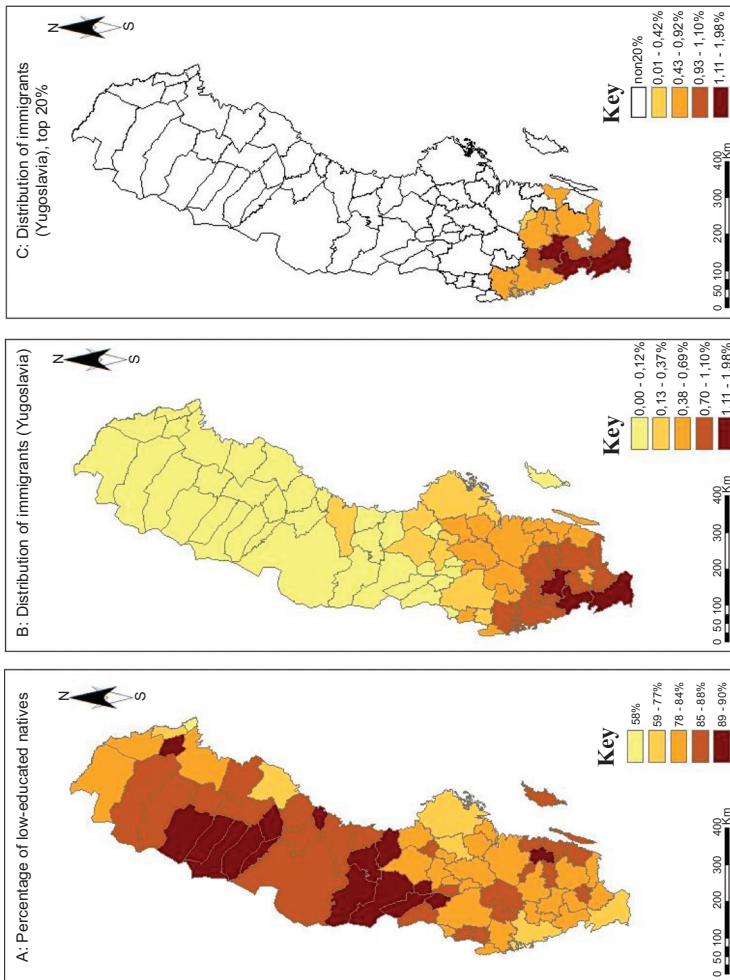 A: Percentage of low-educated natives
N
S
Key
58%
59 - 77%
78 - 84%
85 - 88%
89 - 90%
0 50 100 200 300 400
Km
B: Distribution of immigrants (Yugoslavia)
N
S
Key
0,00 - 0,12%
0,13 - 0,37%
0,38 - 0,69%
0,70 - 1,10%
1,11 - 1,98%
0 50 100 200 300 400
Km
C: Distribution of immigrants
(Yugoslavia), top 20%
N
S
Key
non20%
0,01 - 0,42%
0,43 - 0,92%
0,93 - 1,10%
1,11 - 1,98%
0 50 100 200 300 400
Km